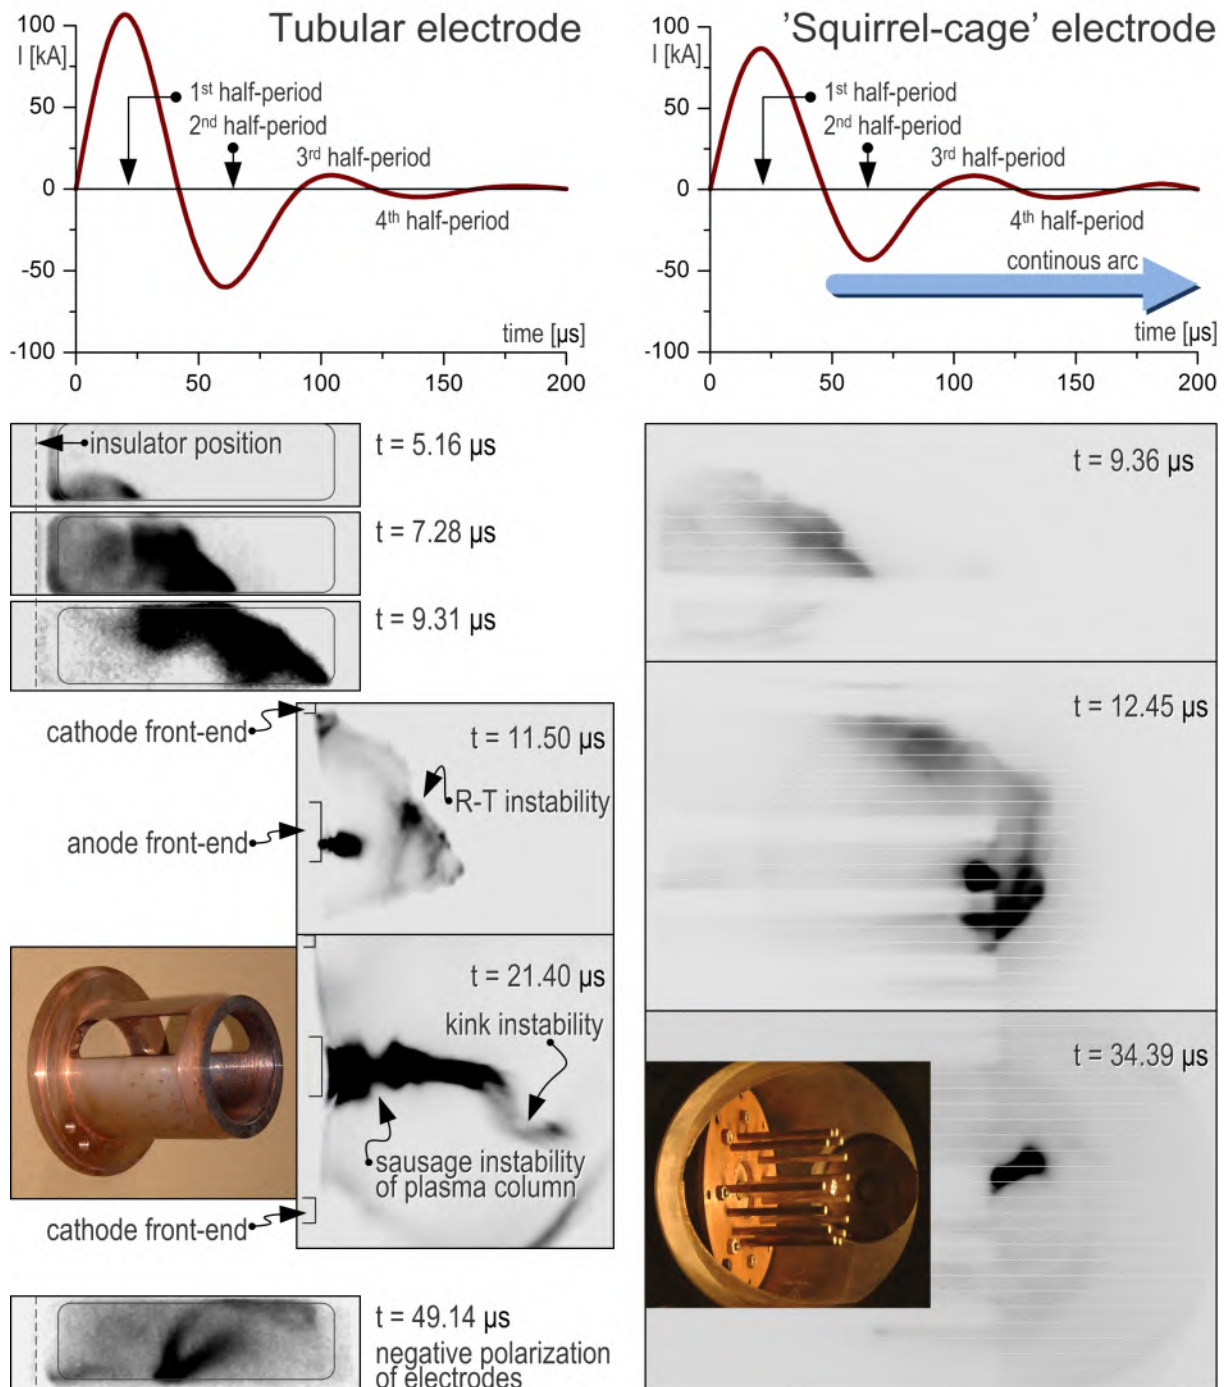 Tubular electrode
I [kA]
100
50
0
-50
-100
1st half-period
2nd half-period
3rd half-period
4th half-period
time [µs]
0 50 100 150 200
'Squirrel-cage' electrode
I [kA]
100
50
0
-50
-100
1st half-period
2nd half-period
3rd half-period
4th half-period
continous arc
time [µs]
0 50 100 150 200
insulator position
t = 5.16 µs
t = 7.28 µs
t = 9.31 µs
cathode front-end
t = 11.50 µs
R-T instability
anode front-end
t = 21.40 µs
kink instability
sausage instability
of plasma column
cathode front-end
t = 49.14 µs
negative polarization
of electrodes
t = 9.36 µs
t = 12.45 µs
t = 34.39 µs